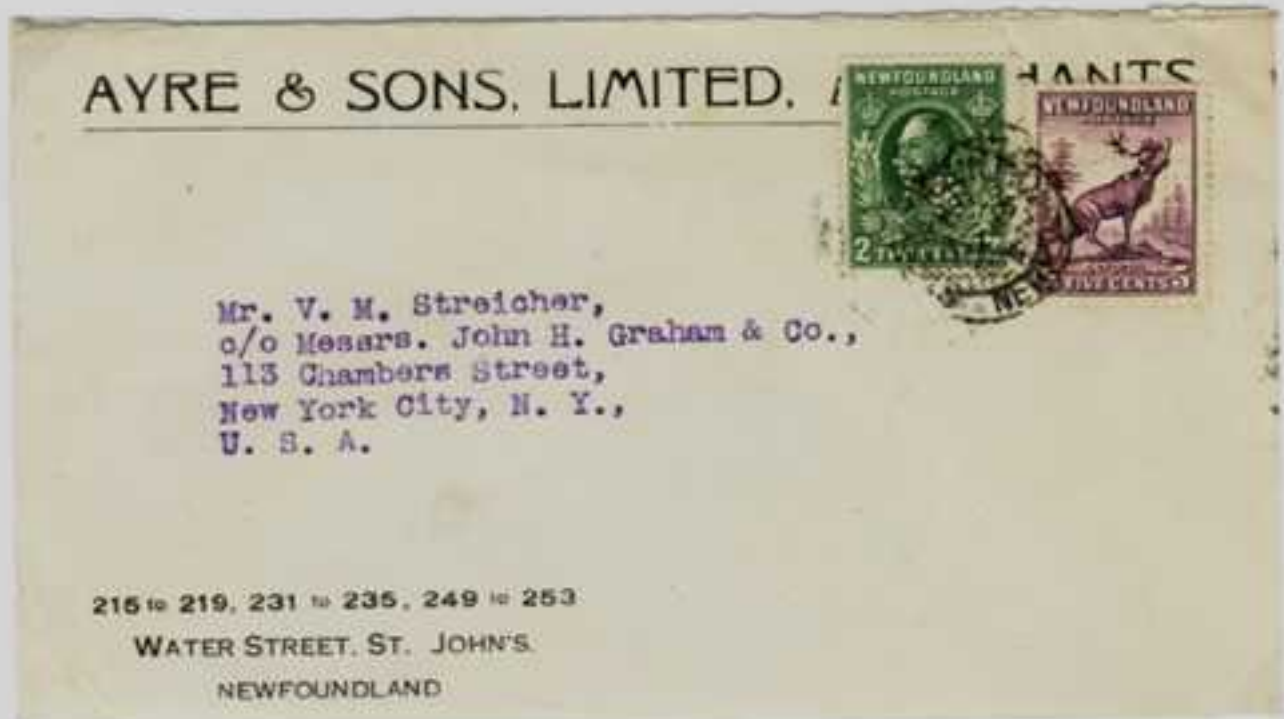 AYRE & SONS, LIMITED.
NEWFOUNDLAND
POSTAGE
2
NEWFOUNDLAND
POSTAGE
FIVE CENTS 5
Mr. V. M. Streicher,
c/o Messrs. John H. Graham & Co.,
113 Chambers Street,
New York City, N. Y.,
U. S. A.
215 to 219, 231 to 235, 249 to 253
WATER STREET. ST. JOHN'S.
NEWFOUNDLAND